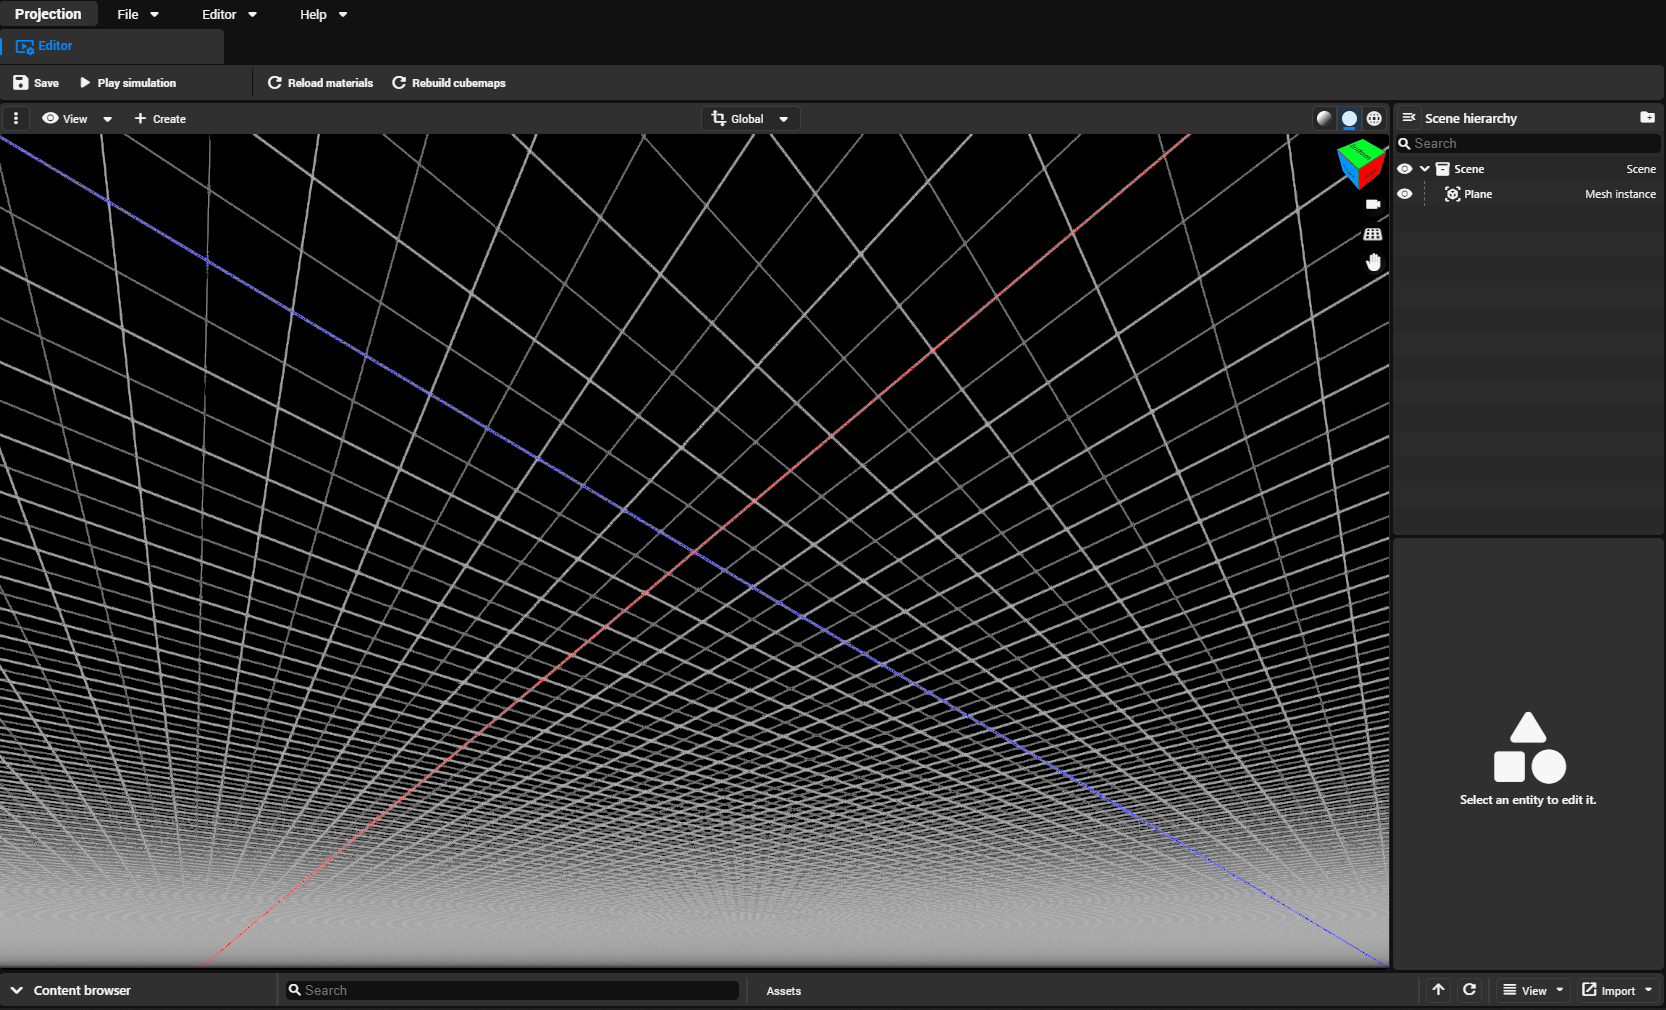 Projection File Editor Help
Editor
Save Play simulation Reload materials Rebuild cubemaps
View Create Global
Scene hierarchy
Search
Scene Scene
Plane Mesh instance
Bottom
Select an entity to edit it.
Content browser Search Assets View Import